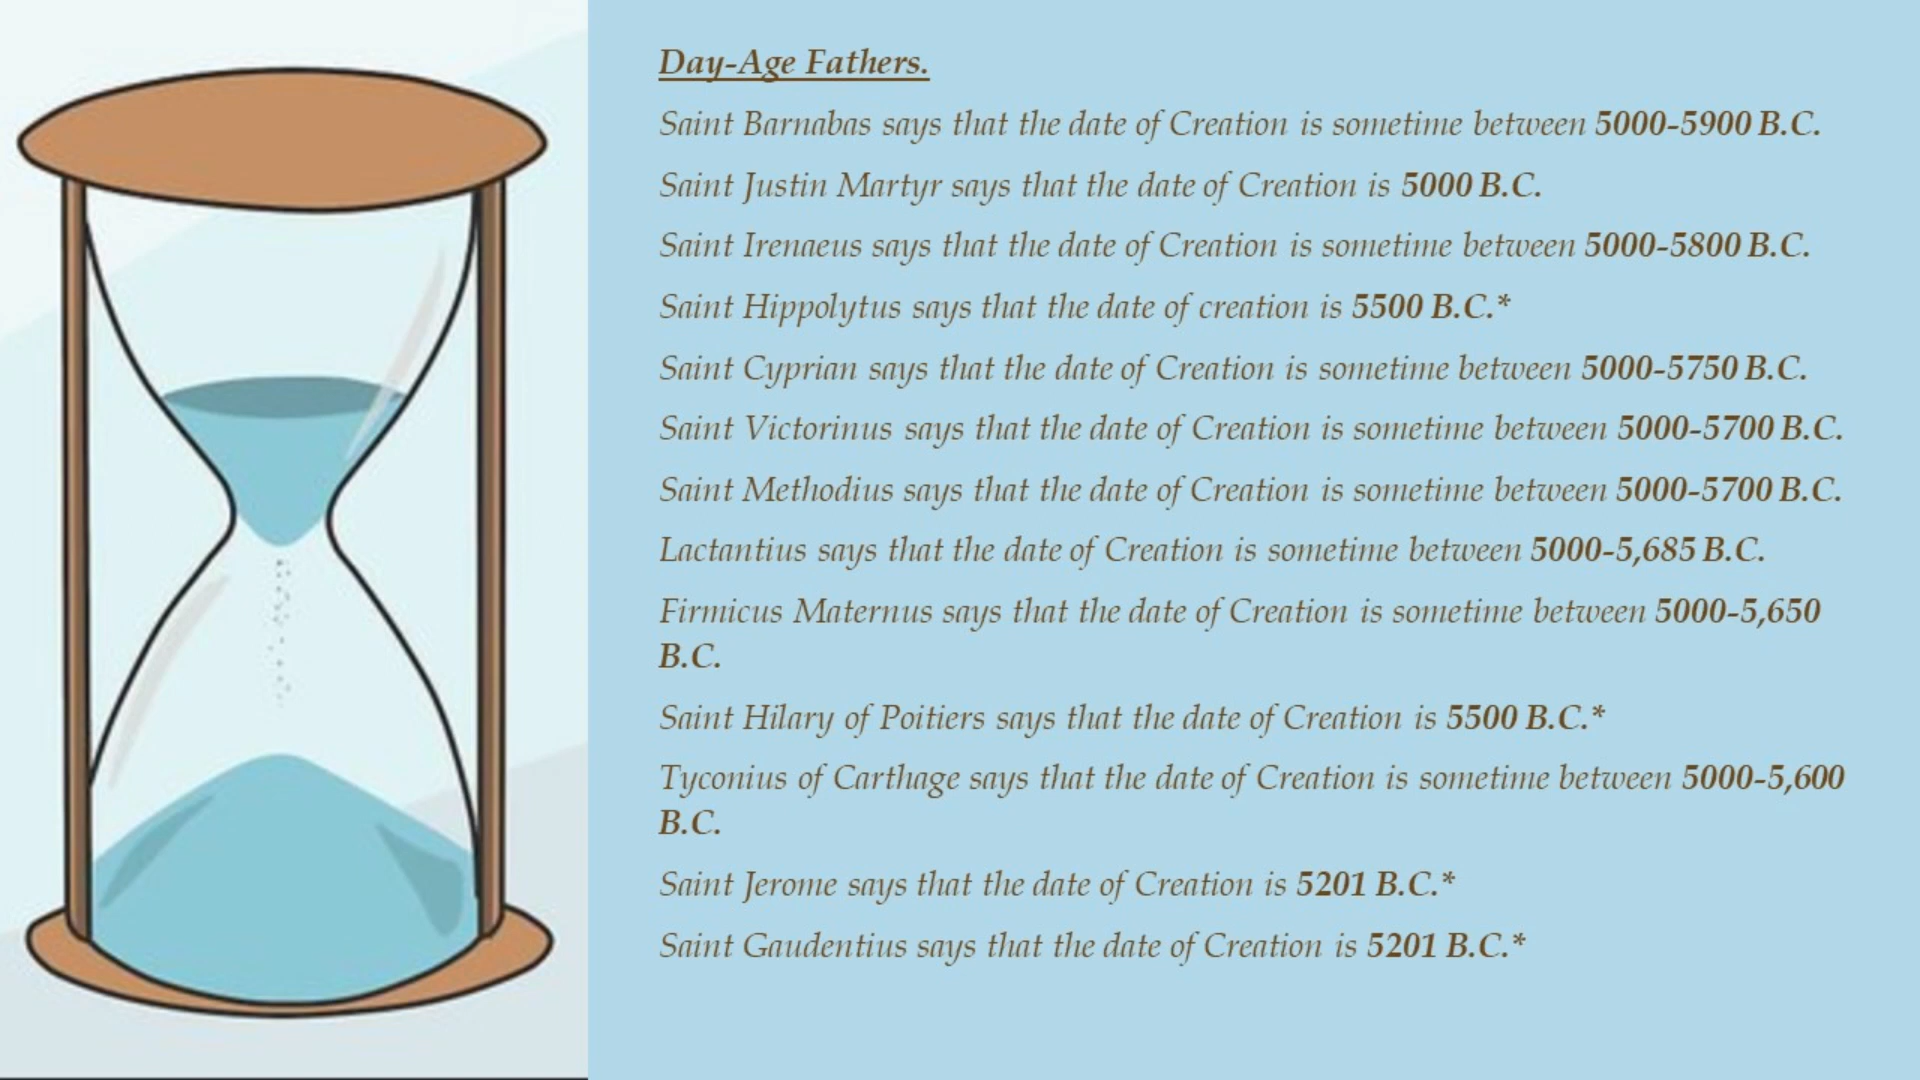 Day-Age Fathers.
Saint Barnabas says that the date of Creation is sometime between 5000-5900 B.C.
Saint Justin Martyr says that the date of Creation is 5000 B.C.
Saint Irenaeus says that the date of Creation is sometime between 5000-5800 B.C.
Saint Hippolytus says that the date of creation is 5500 B.C.*
Saint Cyprian says that the date of Creation is sometime between 5000-5750 B.C.
Saint Victorinus says that the date of Creation is sometime between 5000-5700 B.C.
Saint Methodius says that the date of Creation is sometime between 5000-5700 B.C.
Lactantius says that the date of Creation is sometime between 5000-5,685 B.C.
Firmicus Maternus says that the date of Creation is sometime between 5000-5,650
B.C.
Saint Hilary of Poitiers says that the date of Creation is 5500 B.C.*
Tyconius of Carthage says that the date of Creation is sometime between 5000-5,600
B.C.
Saint Jerome says that the date of Creation is 5201 B.C.*
Saint Gaudentius says that the date of Creation is 5201 B.C.*